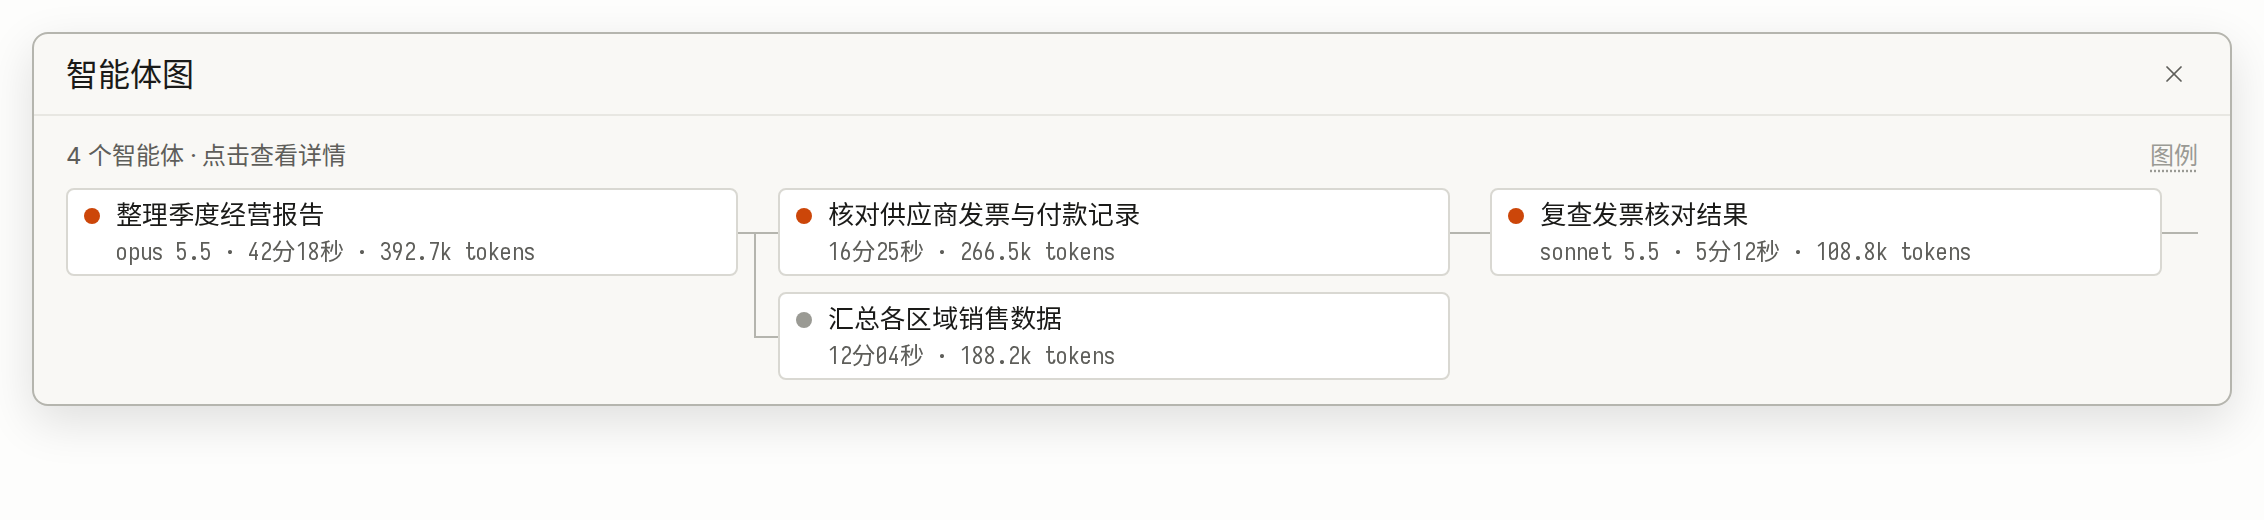 智能体图
4 个智能体 · 点击查看详情
图例
整理季度经营报告
opus 5.5 · 42分18秒 · 392.7k tokens
核对供应商发票与付款记录
16分25秒 · 266.5k tokens
复查发票核对结果
sonnet 5.5 · 5分12秒 · 108.8k tokens
汇总各区域销售数据
12分04秒 · 188.2k tokens